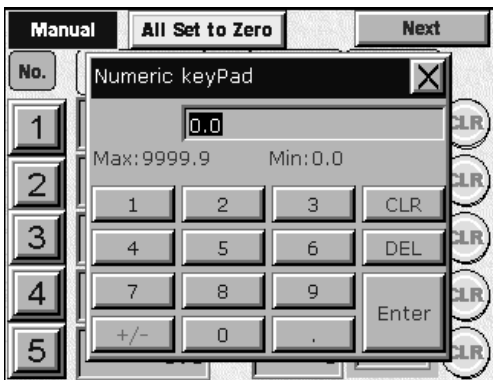 Manual All Set to Zero Next
No.
Numeric keyPad X
0.0
1 CLR
Max:9999.9 Min:0.0
2 CLR
1 2 3 CLR
3 4 5 6 DEL CLR
4 7 8 9 Enter CLR
+/- 0 .
5 CLR